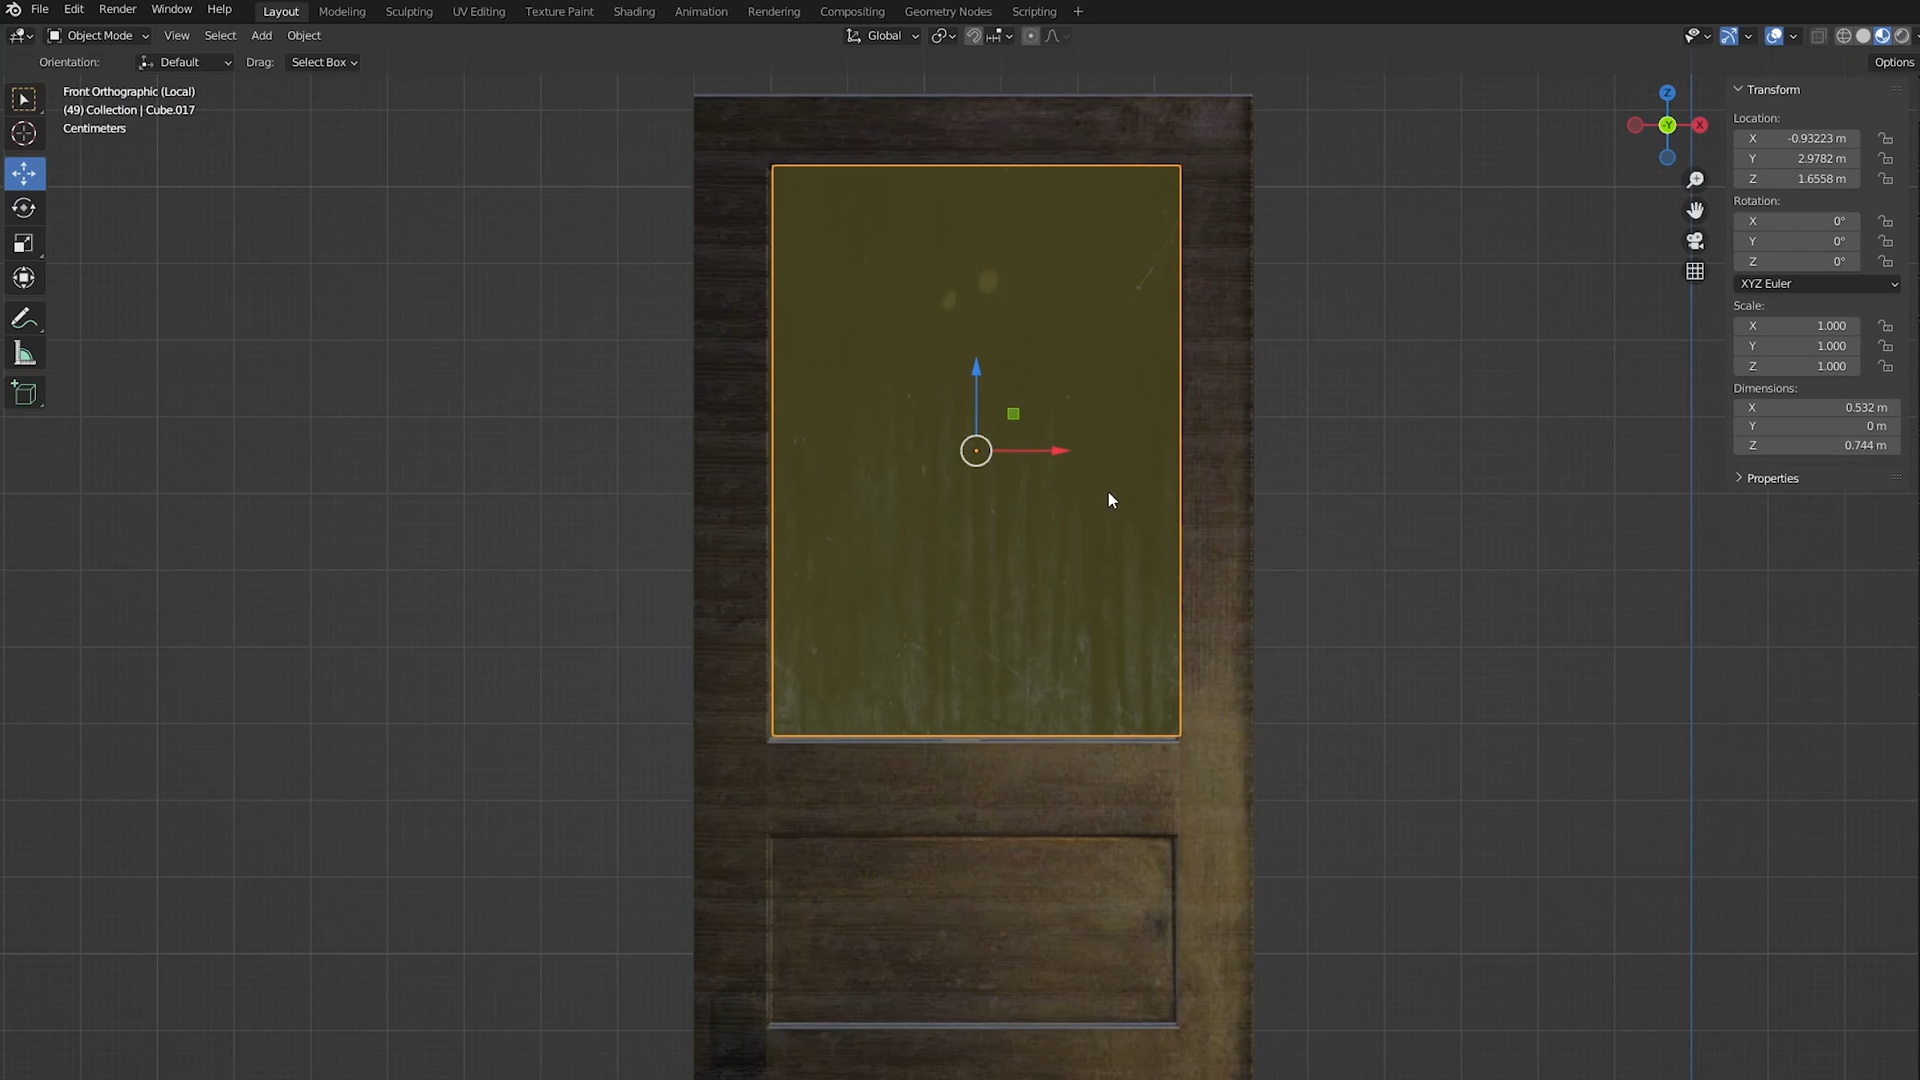 File Edit Render Window Help Layout Modeling Sculpting UV Editing Texture Paint Shading Animation Rendering Compositing Geometry Nodes Scripting +
Object Mode View Select Add Object Global
Orientation: Default Drag: Select Box Options
Front Orthographic (Local)
(49) Collection | Cube.017
Centimeters
Z
-Y
X
Transform
Location:
X -0.93223 m
Y 2.9782 m
Z 1.6558 m
Rotation:
X 0°
Y 0°
Z 0°
XYZ Euler
Scale:
X 1.000
Y 1.000
Z 1.000
Dimensions:
X 0.532 m
Y 0 m
Z 0.744 m
Properties